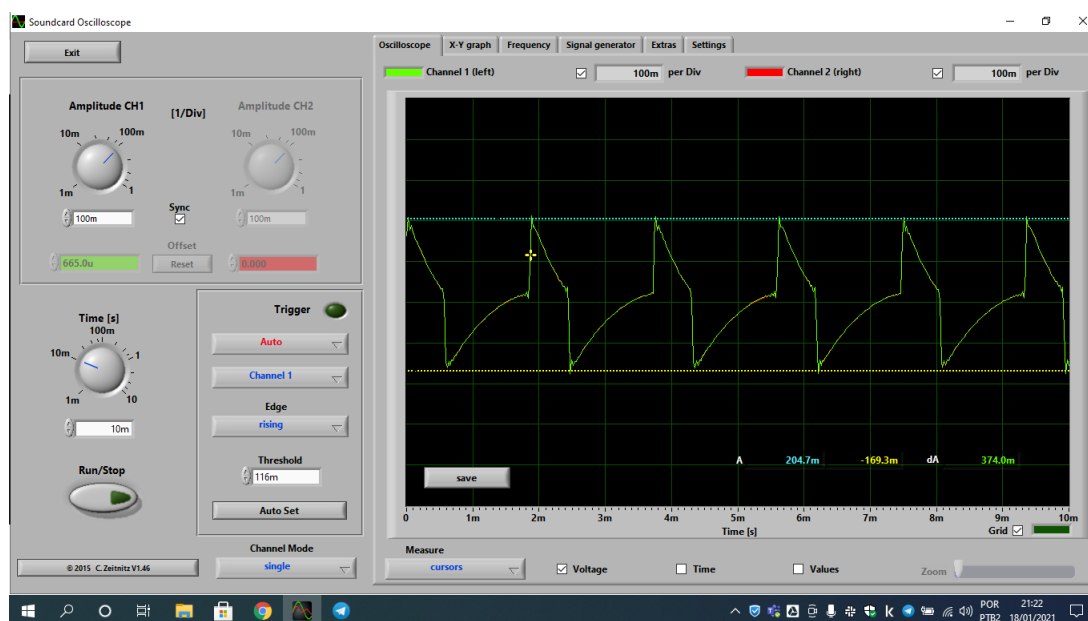 Soundcard Oscilloscope
Exit
Oscilloscope X-Y graph Frequency Signal generator Extras Settings
Channel 1 (left) 100m per Div Channel 2 (right) 100m per Div
Amplitude CH1 [1/Div] Amplitude CH2
10m 100m 10m 100m
1m 1 1m 1
Sync
100m 100m
Offset
665.0u Reset 0.000
Time [s]
100m
10m 1
1m 10
10m
Run/Stop
Trigger
Auto
Channel 1
Edge
rising
Threshold
116m
Auto Set
Channel Mode
single
© 2015 C. Zeitnitz V1.46
A 204.7m -169.3m dA 374.0m
save
0 1m 2m 3m 4m 5m 6m 7m 8m 9m 10m
Time [s]
Grid
Measure
cursors Voltage Time Values Zoom
POR 21:22
PTB2 18/01/2021